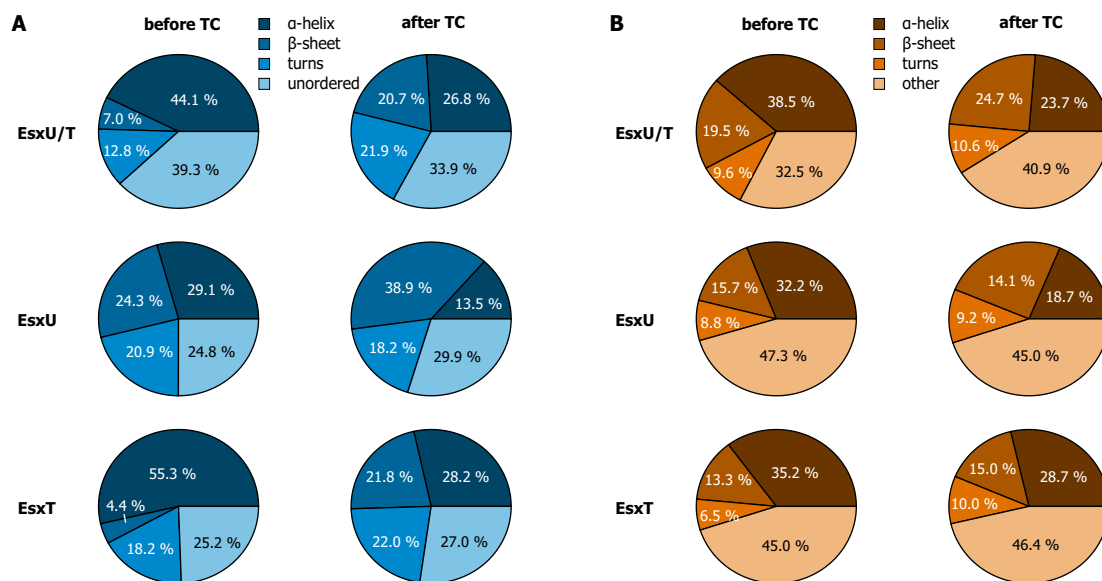 A
before TC
α-helix
β-sheet
turns
unordered
after TC
EsxU/T
44.1 %
7.0 %
12.8 %
39.3 %
20.7 %
26.8 %
21.9 %
33.9 %
EsxU
24.3 %
29.1 %
20.9 %
24.8 %
38.9 %
13.5 %
18.2 %
29.9 %
EsxT
55.3 %
4.4 %
18.2 %
25.2 %
21.8 %
28.2 %
22.0 %
27.0 %
B
before TC
α-helix
β-sheet
turns
other
after TC
EsxU/T
38.5 %
19.5 %
9.6 %
32.5 %
24.7 %
23.7 %
10.6 %
40.9 %
EsxU
15.7 %
32.2 %
8.8 %
47.3 %
14.1 %
18.7 %
9.2 %
45.0 %
EsxT
13.3 %
35.2 %
6.5 %
45.0 %
15.0 %
28.7 %
10.0 %
46.4 %